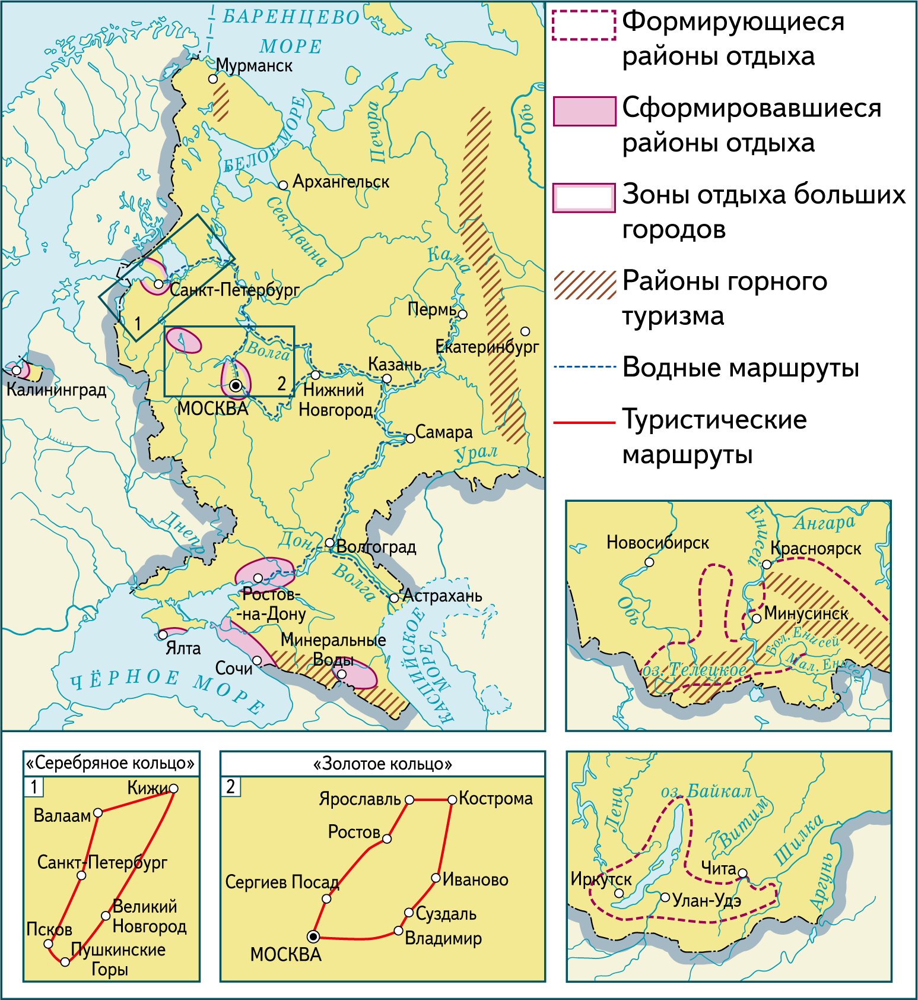 БАРЕНЦЕВО
МОРЕ
Мурманск
БЕЛОЕ МОРЕ
Печора
Обь
Архангельск
Сев. Двина
Кама
Санкт-Петербург
1
Пермь
Екатеринбург
Волга
Казань
2
Нижний
Новгород
Калининград
МОСКВА
Самара
Урал
Днепр
Дон
Волгоград
Волга
Ростов-
-на-Дону
Астрахань
Ялта
Минеральные
Воды
Сочи
ЧЁРНОЕ МОРЕ
КАСПИЙСКОЕ
МОРЕ
Формирующиеся
районы отдыха
Сформировавшиеся
районы отдыха
Зоны отдыха больших
городов
Районы горного
туризма
Водные маршруты
Туристические
маршруты
Енисей
Ангара
Новосибирск
Красноярск
Обь
Минусинск
Бол. Енисей
Мал. Енисей
оз. Телецкое
«Серебряное кольцо»
1
Кижи
Валаам
Санкт-Петербург
Великий
Новгород
Псков
Пушкинские
Горы
«Золотое кольцо»
2
Ярославль
Кострома
Ростов
Сергиев Посад
Иваново
Суздаль
Владимир
МОСКВА
оз. Байкал
Лена
Витим
Шилка
Чита
Иркутск
Улан-Удэ
Аргунь